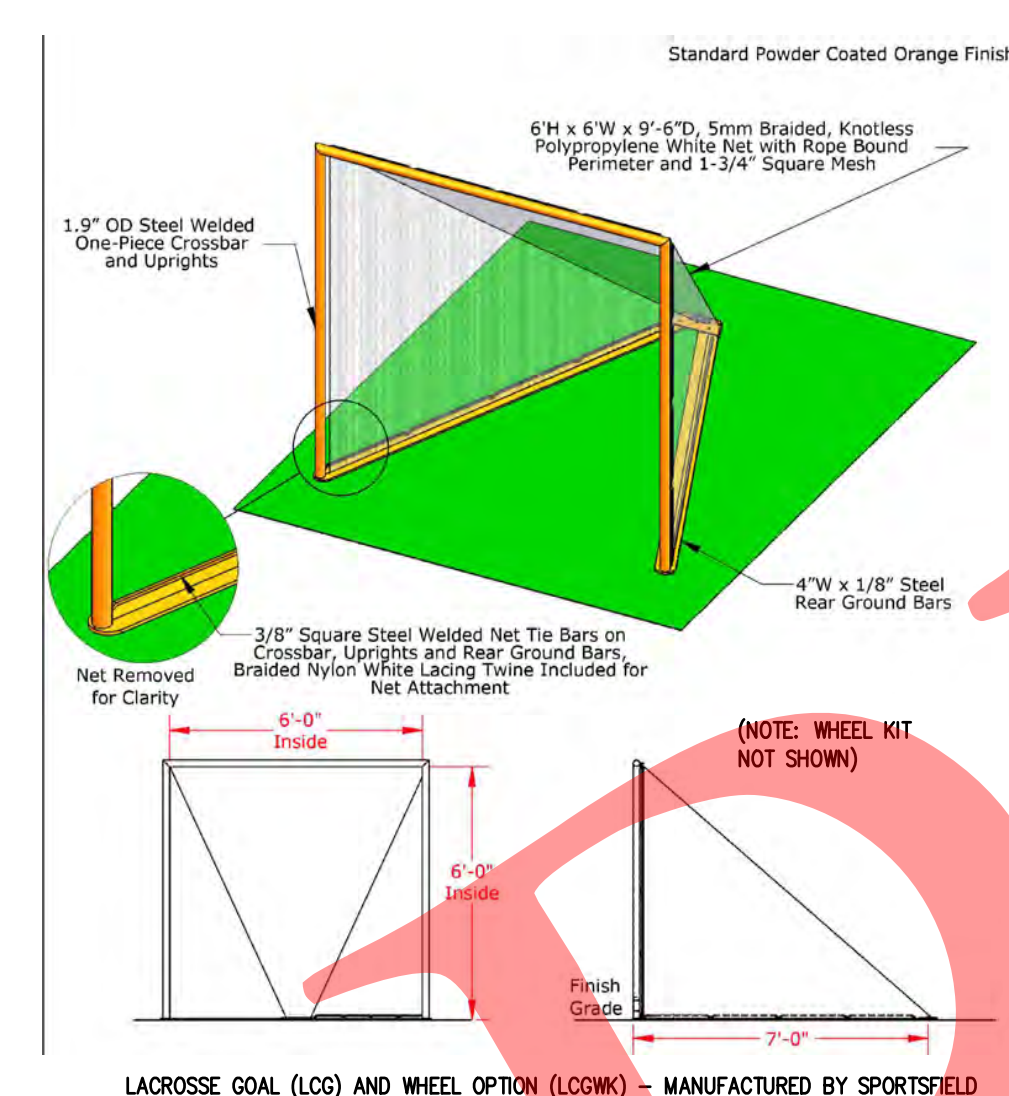 Standard Powder Coated Orange Finish
6'H x 6'W x 9'-6"D, 5mm Braided, Knotless
Polypropylene White Net with Rope Bound
Perimeter and 1-3/4" Square Mesh
1.9" OD Steel Welded
One-Piece Crossbar
and Uprights
4"W x 1/8" Steel
Rear Ground Bars
3/8" Square Steel Welded Net Tie Bars on
Crossbar, Uprights and Rear Ground Bars,
Braided Nylon White Lacing Twine Included for
Net Attachment
Net Removed
for Clarity
6'-0"
Inside
6'-0"
Inside
(NOTE: WHEEL KIT
NOT SHOWN)
Finish
Grade
7'-0"
LACROSSE GOAL (LCG) AND WHEEL OPTION (LCGWK) – MANUFACTURED BY SPORTSFIELD